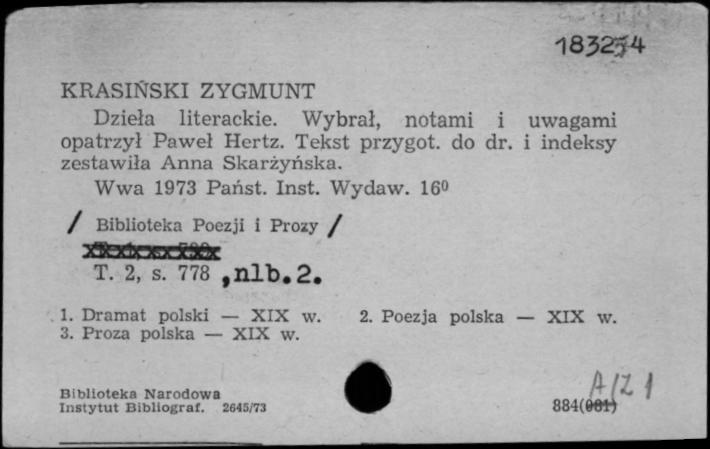 183254
KRASIŃSKI ZYGMUNT
Dzieła literackie. Wybrał, notami i uwagami
opatrzył Paweł Hertz. Tekst przygot. do dr. i indeksy
zestawiła Anna Skarżyńska.
Wwa 1973 Państ. Inst. Wydaw. 16⁰
/ Biblioteka Poezji i Prozy /
T. 2, s. 778 ,nlb.2.
1. Dramat polski — XIX w. 2. Poezja polska — XIX w.
3. Proza polska — XIX w.
A/Z 1
Biblioteka Narodowa
Instytut Bibliograf. 2645/73 884(081)